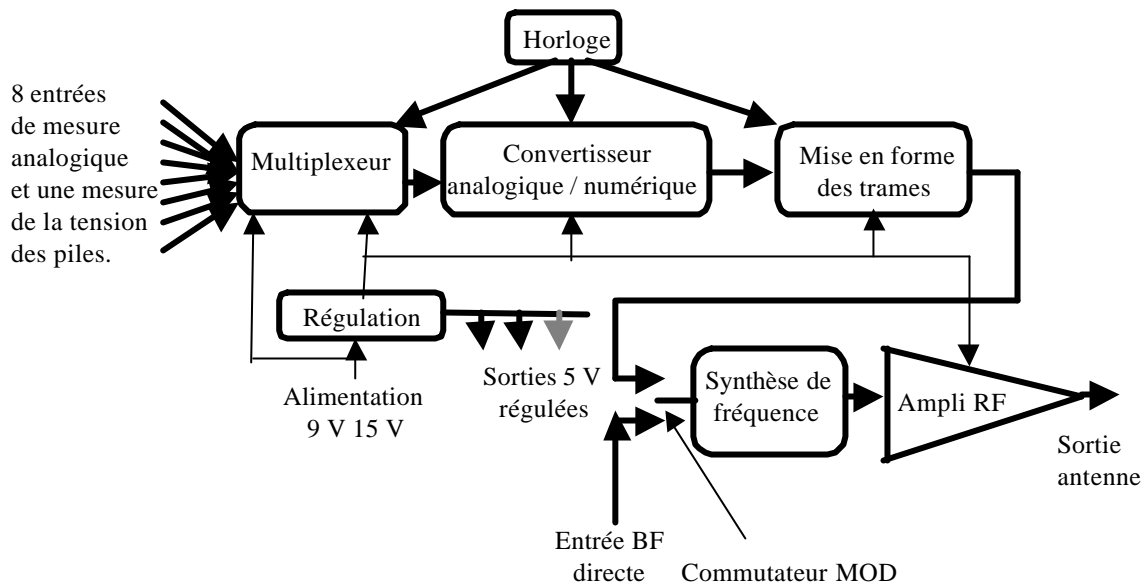 Horloge
8 entrées
de mesure
analogique
et une mesure
de la tension
des piles.
Multiplexeur
Convertisseur
analogique / numérique
Mise en forme
des trames
Régulation
Alimentation
9 V 15 V
Sorties 5 V
régulées
Synthèse de
fréquence
Ampli RF
Sortie
antenne
Entrée BF
directe
Commutateur MOD